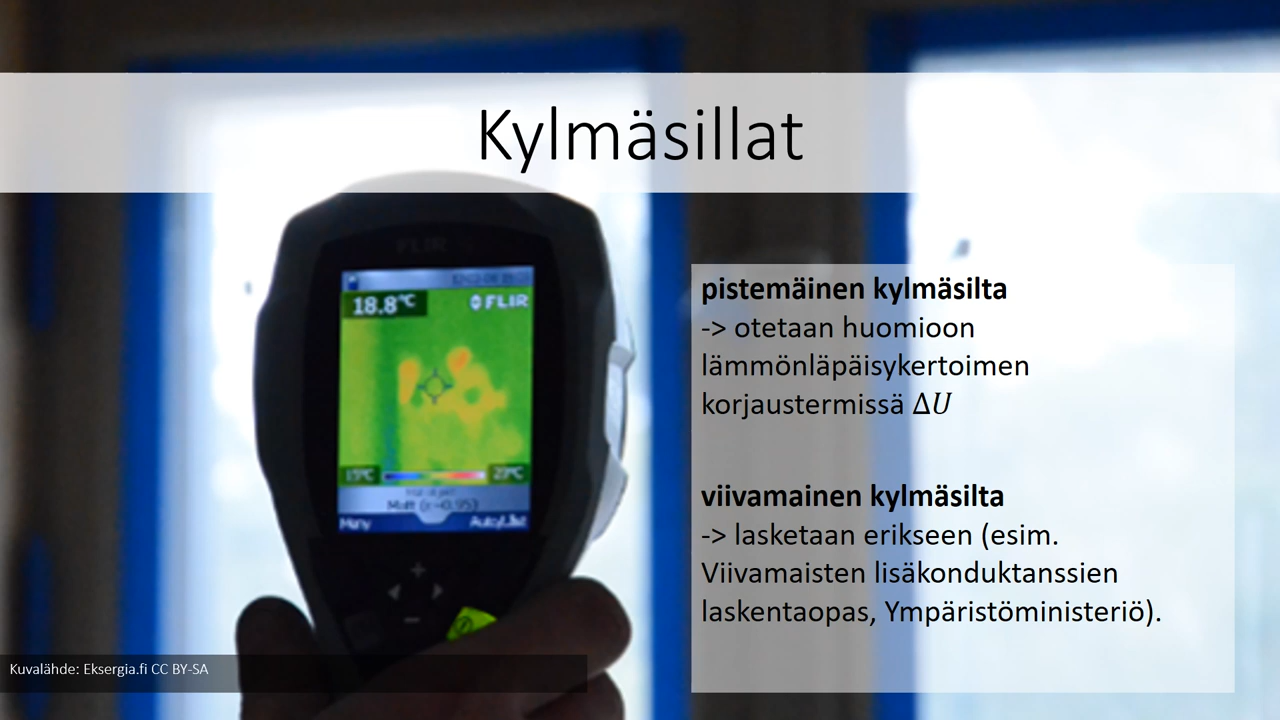 Kylmäsillat
FLIR
18.8°C
FLIR
15°C
23°C
pistemäinen kylmäsilta
-> otetaan huomioon
lämmönläpäisykertoimen
korjaustermissä ΔU
viivamainen kylmäsilta
-> lasketaan erikseen (esim.
Viivamaisten lisäkonduktanssien
laskentaopas, Ympäristöministeriö).
Kuvalähde: Eksergia.fi CC BY-SA